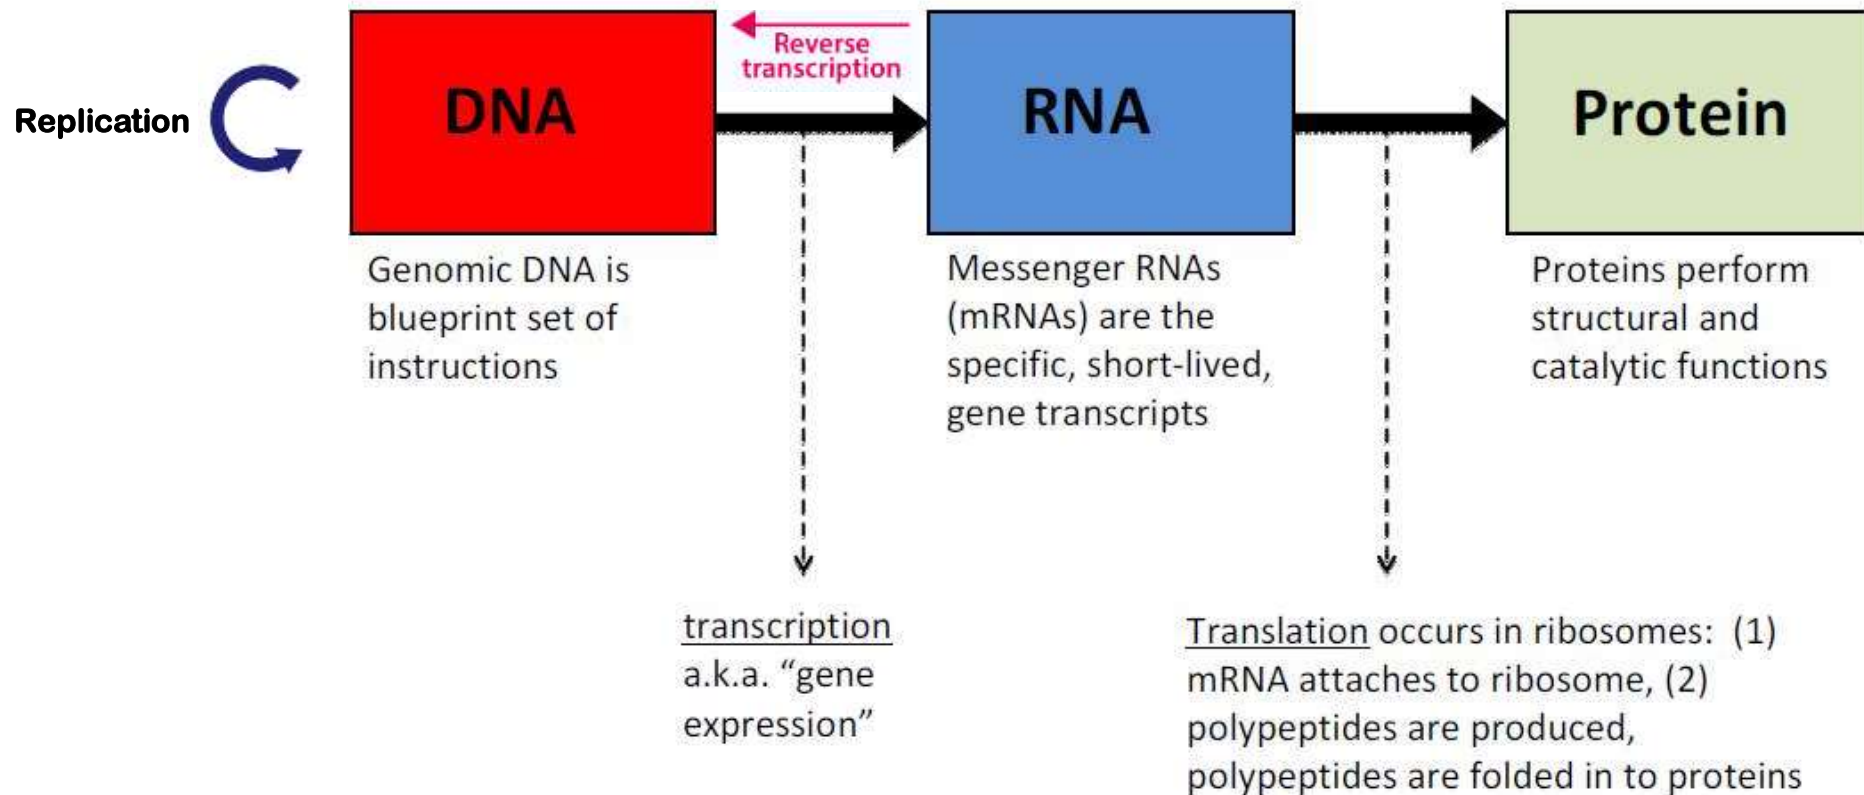 Replication
DNA
Reverse
transcription
RNA
Protein
Genomic DNA is
blueprint set of
instructions
Messenger RNAs
(mRNAs) are the
specific, short-lived,
gene transcripts
Proteins perform
structural and
catalytic functions
transcription
a.k.a. “gene
expression”
Translation occurs in ribosomes:  (1)
mRNA attaches to ribosome, (2)
polypeptides are produced,
polypeptides are folded in to proteins